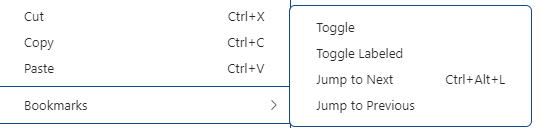 Cut Ctrl+X
Copy Ctrl+C
Paste Ctrl+V
Bookmarks
Toggle
Toggle Labeled
Jump to Next Ctrl+Alt+L
Jump to Previous